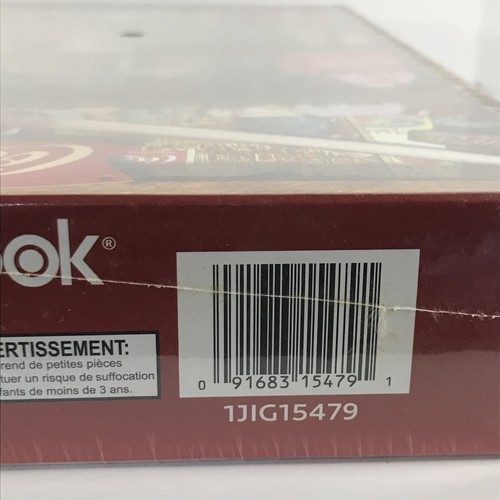 ook®
ERTISSEMENT:
rend de petites pièces
tuer un risque de suffocation
fants de moins de 3 ans.
0 91683 15479 1
1JIG15479